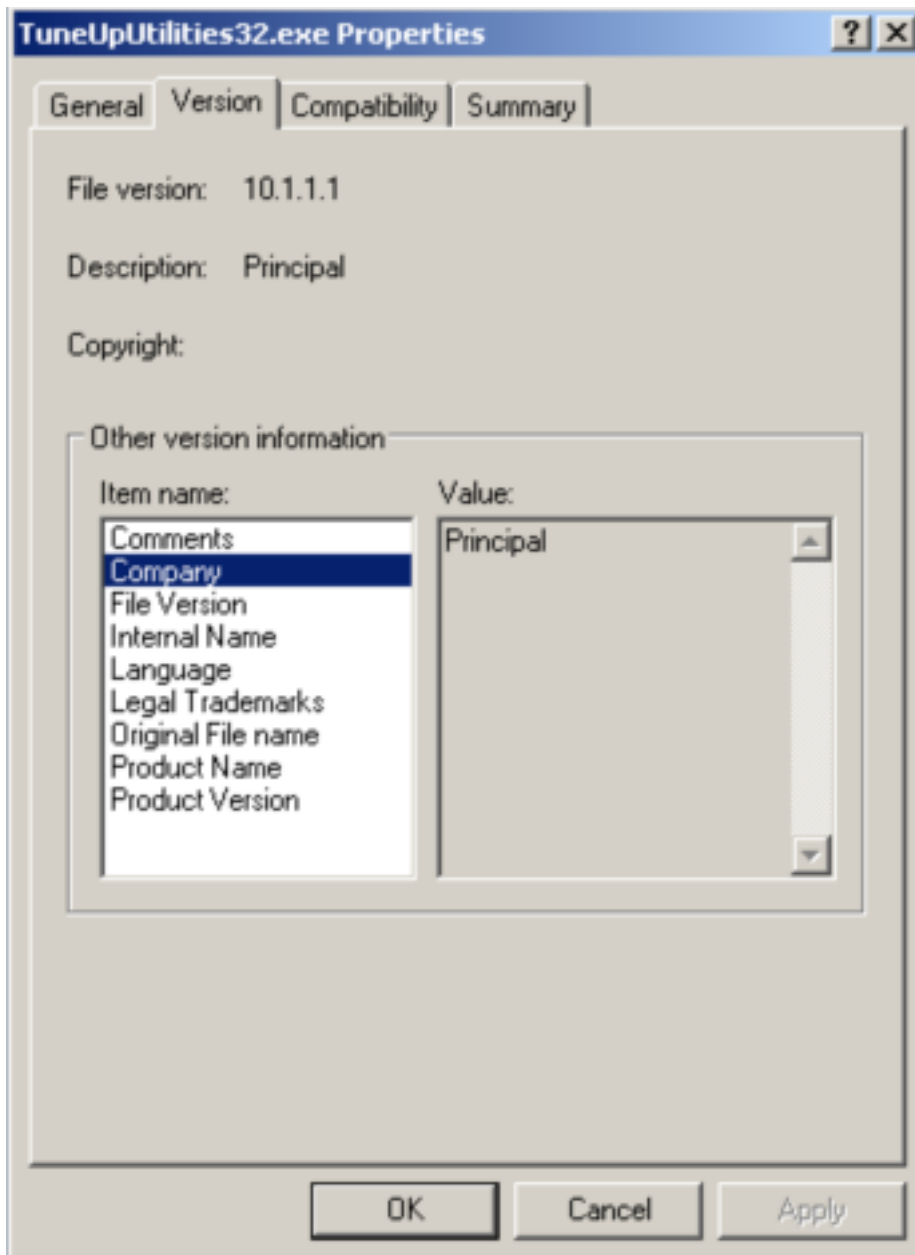 TuneUpUtilities32.exe Properties
General Version Compatibility Summary
File version: 10.1.1.1
Description: Principal
Copyright:
Other version information
Item name: Value:
Comments Principal
Company
File Version
Internal Name
Language
Legal Trademarks
Original File name
Product Name
Product Version
OK Cancel Apply